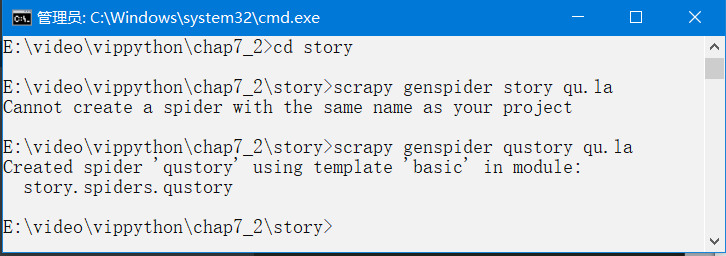 管理员: C:\Windows\system32\cmd.exe
E:\video\vippython\chap7_2>cd story
E:\video\vippython\chap7_2\story>scrapy genspider story qu.la
Cannot create a spider with the same name as your project
E:\video\vippython\chap7_2\story>scrapy genspider qustory qu.la
Created spider 'qustory' using template 'basic' in module:
  story.spiders.qustory
E:\video\vippython\chap7_2\story>